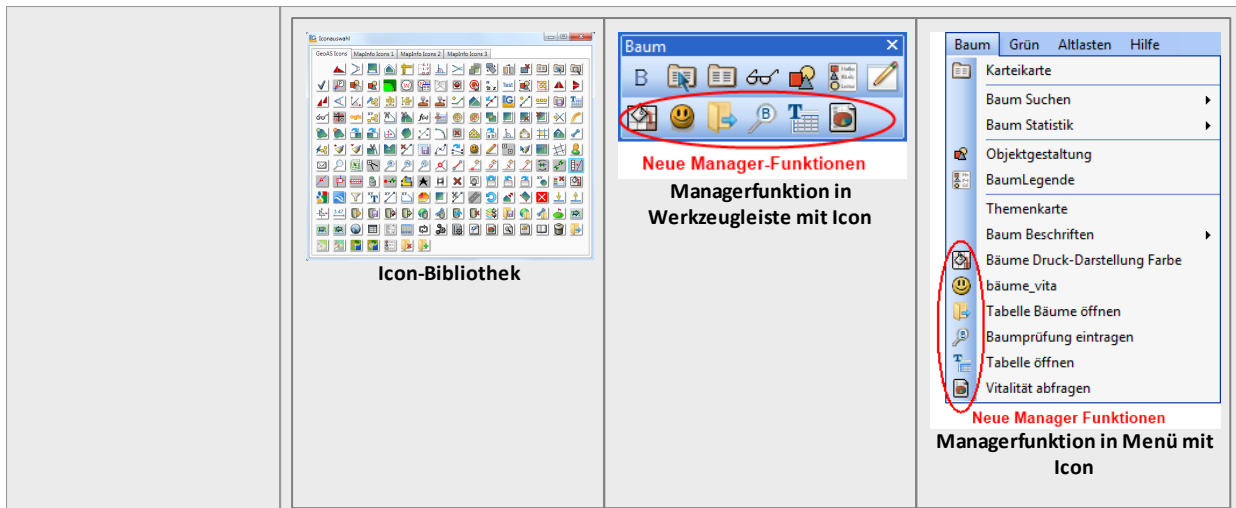 Iconauswahl
GeoAS Icons MapInfo Icons 1 MapInfo Icons 2 MapInfo Icons 3
Text
Icon-Bibliothek
Baum
B
B
T
Neue Manager-Funktionen
Managerfunktion in
Werkzeugleiste mit Icon
Baum Grün Altlasten Hilfe
Karteikarte
Baum Suchen
Baum Statistik
Objektgestaltung
BaumLegende
Themenkarte
Baum Beschriften
Bäume Druck-Darstellung Farbe
bäume_vita
Tabelle Bäume öffnen
Baumprüfung eintragen
Tabelle öffnen
Vitalität abfragen
Neue Manager Funktionen
Managerfunktion in Menü mit
Icon